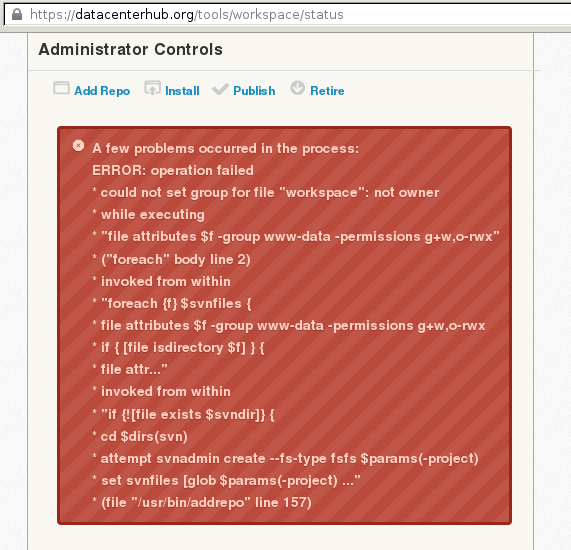 https://datacenterhub.org/tools/workspace/status
Administrator Controls
Add Repo Install Publish Retire
A few problems occurred in the process:
ERROR: operation failed
* could not set group for file "workspace": not owner
* while executing
* "file attributes $f -group www-data -permissions g+w,o-rwx"
* ("foreach" body line 2)
* invoked from within
* "foreach {f} $svnfiles {
* file attributes $f -group www-data -permissions g+w,o-rwx
* if { [file isdirectory $f] } {
* file attr..."
* invoked from within
* "if {![file exists $svndir]} {
* cd $dirs(svn)
* attempt svnadmin create --fs-type fsfs $params(-project)
* set svnfiles [glob $params(-project) ..."
* (file "/usr/bin/addrepo" line 157)